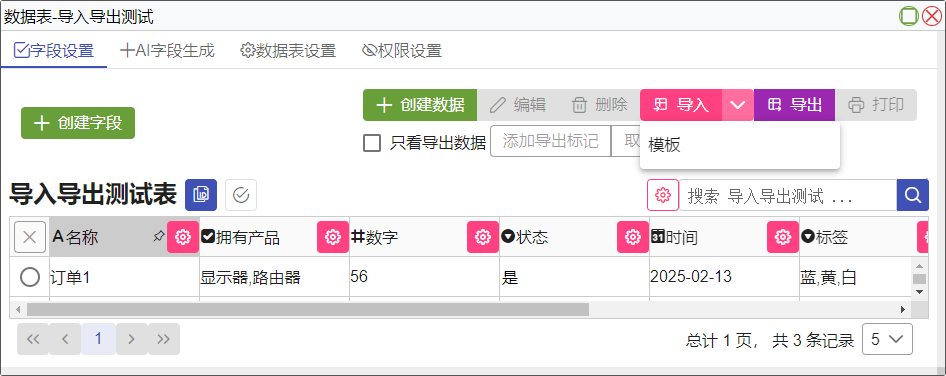 数据表-导入导出测试
字段设置 AI字段生成 数据表设置 权限设置
创建数据 编辑 删除 导入 导出 打印
创建字段
只看导出数据 添加导出标记 取
模板
导入导出测试表 搜索 导入导出测试 ...
名称 拥有产品 数字 状态 时间 标签
订单1 显示器,路由器 56 是 2025-02-13 蓝,黄,白
1 总计 1 页， 共 3 条记录 5